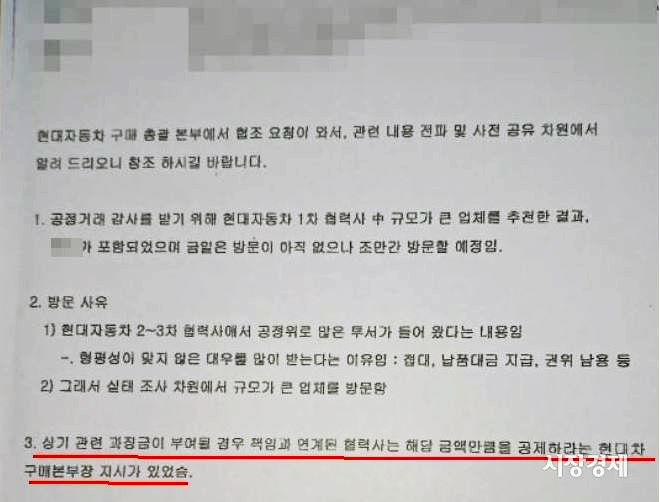 현대자동차 구매 총괄 본부에서 협조 요청이 와서, 관련 내용 전파 및 사전 공유 차원에서
알려 드리오니 참조 하시길 바랍니다.
1. 공정거래 감사를 받기 위해 현대자동차 1차 협력사 中 규모가 큰 업체를 추천한 결과,
가 포함되었으며 금일은 방문이 아직 없으나 조만간 방문할 예정임.
2. 방문 사유
1) 현대자동차 2~3차 협력사에서 공정위로 많은 투서가 들어 왔다는 내용임
-. 형평성이 맞지 않은 대우를 많이 받는다는 이유임 : 접대, 납품대금 지급, 권위 남용 등
2) 그래서 실태 조사 차원에서 규모가 큰 업체를 방문함
3. 상기 관련 과징금이 부여될 경우 책임과 연계된 협력사는 해당 금액만큼을 공제하라는 현대차
구매본부장 지시가 있었슴.
시장경제